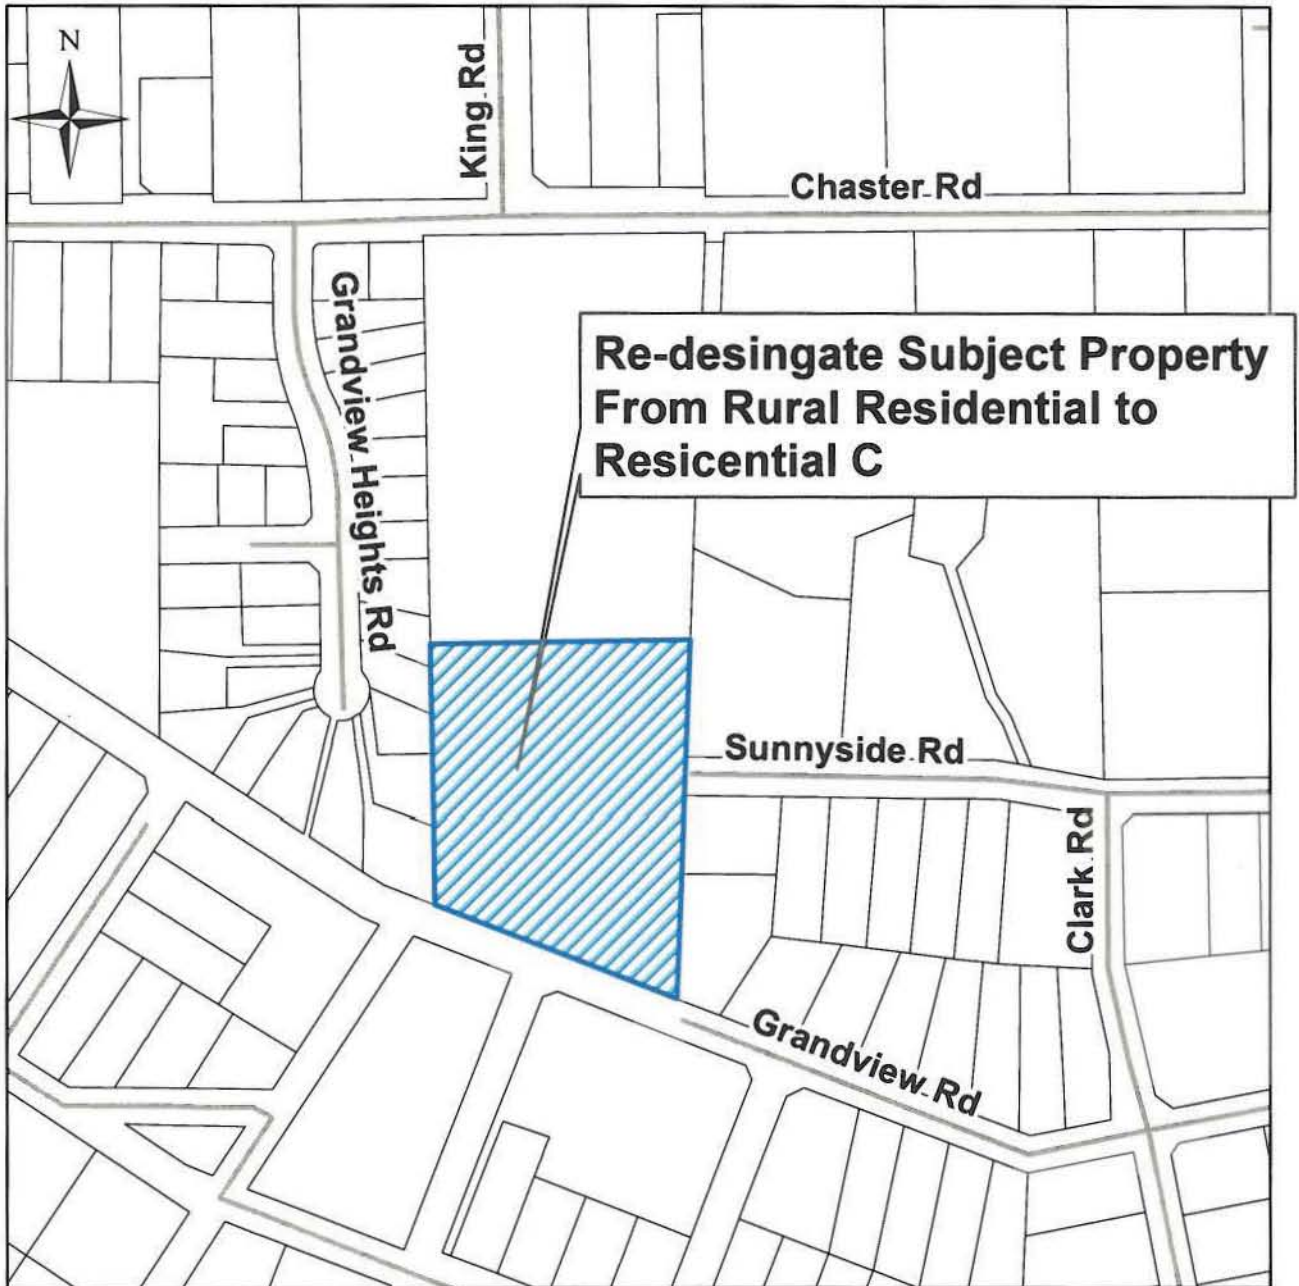 N
King Rd
Chaster Rd
Grandview Heights Rd
Re-desingate Subject Property
From Rural Residential to
Resicential C
Sunnyside Rd
Clark Rd
Grandview Rd